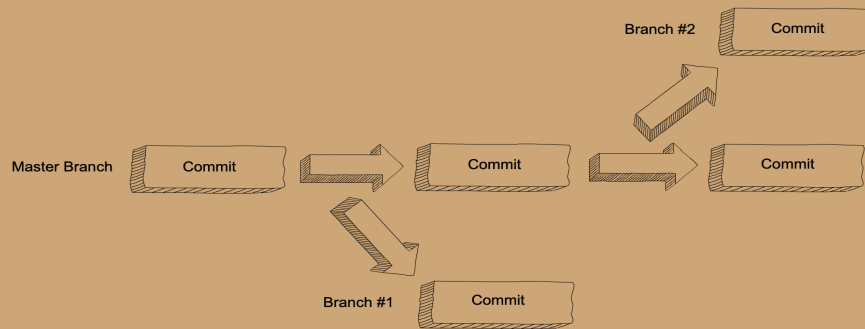 Branch #2
Commit
Master Branch
Commit
Commit
Commit
Branch #1
Commit